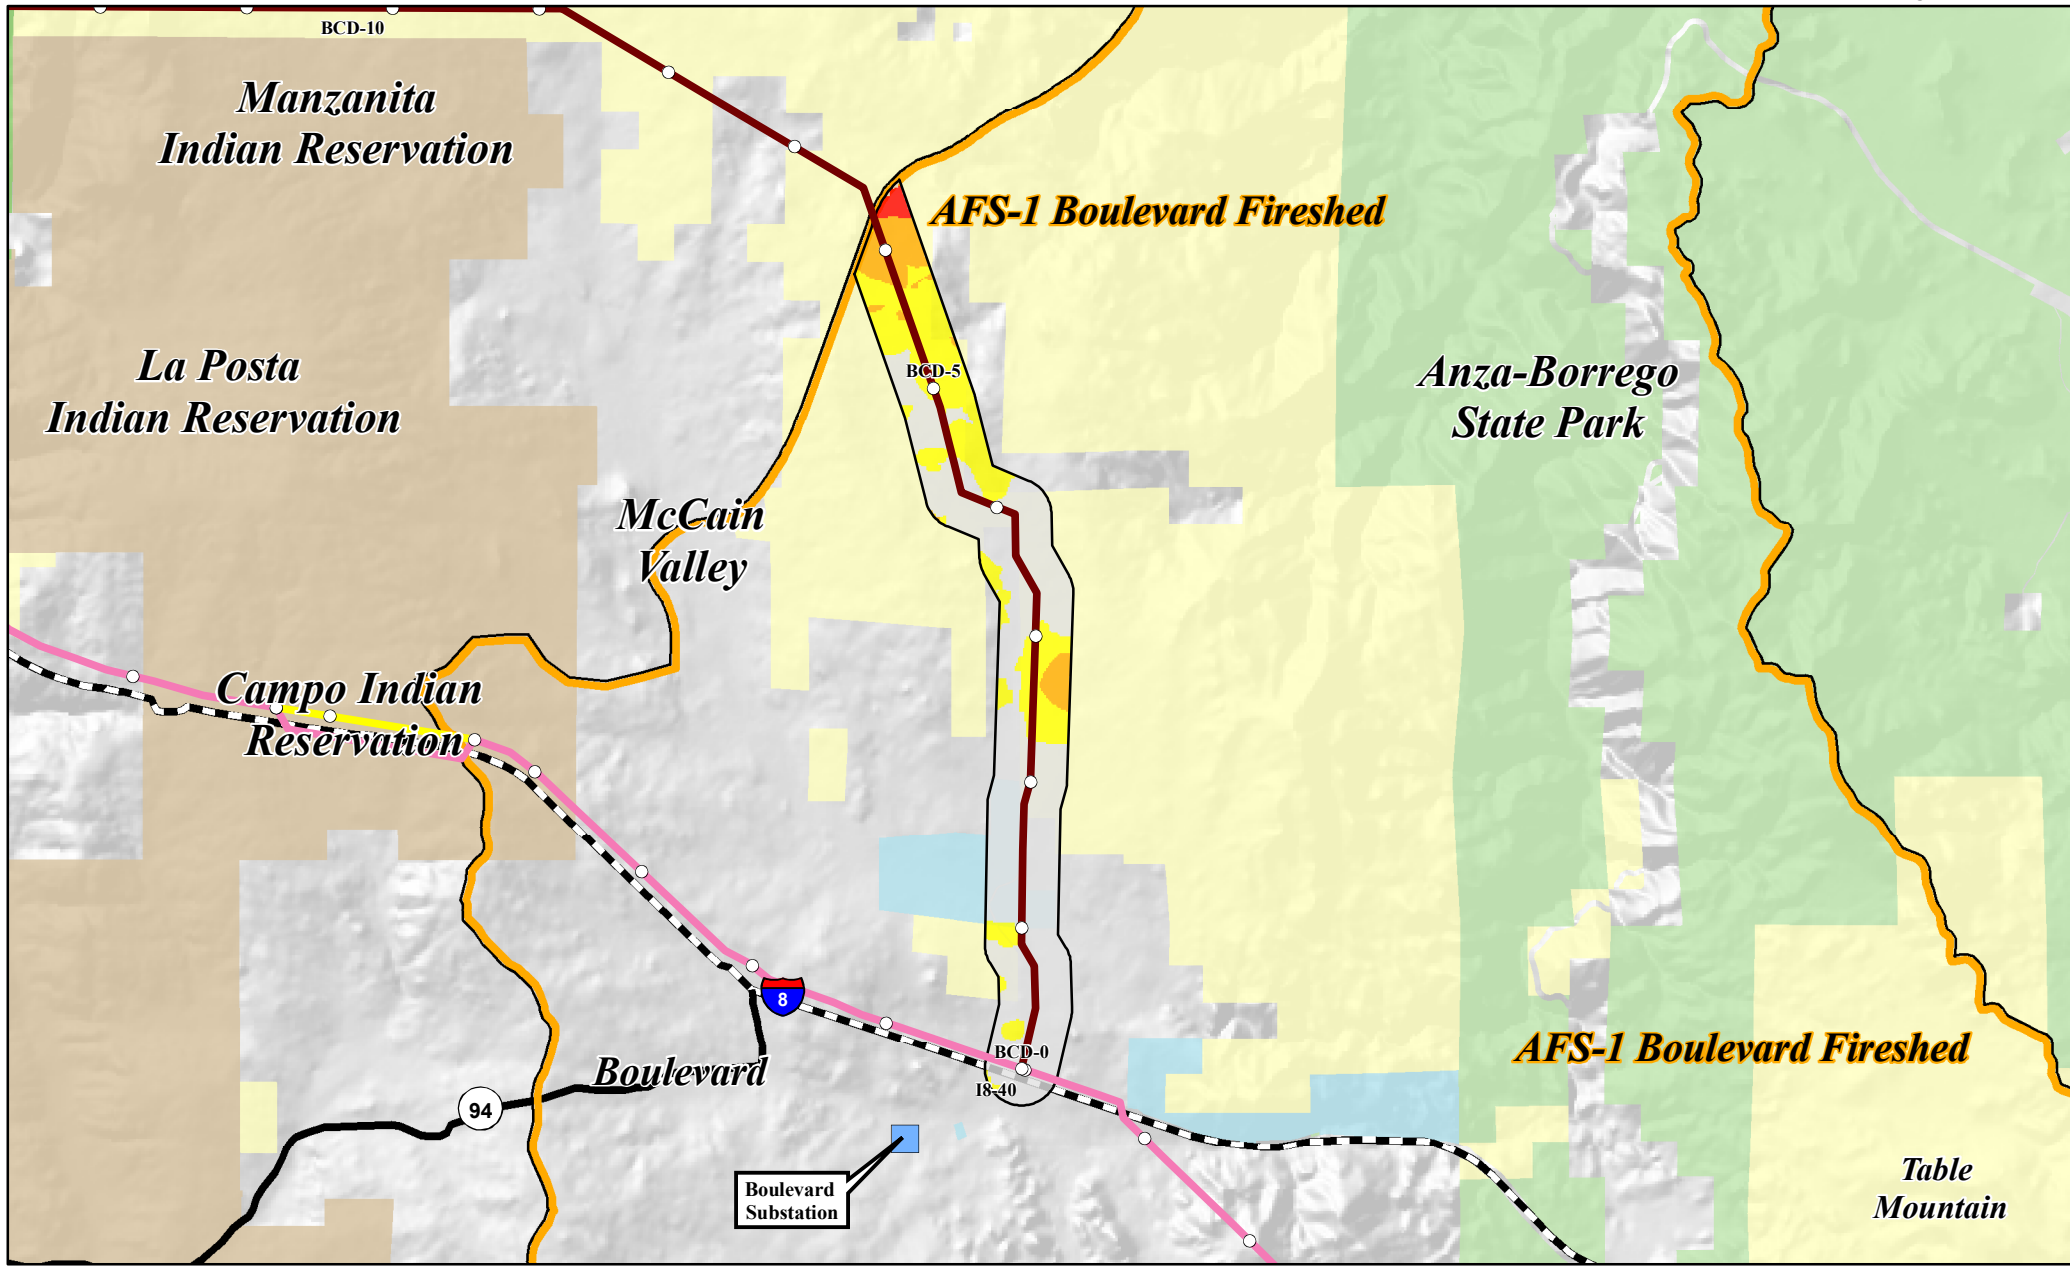 BCD-10
Manzanita
Indian Reservation
AFS-1 Boulevard Fireshed
La Posta
Indian Reservation
BCD-5
Anza-Borrego
State Park
McCain
Valley
Campo Indian
Reservation
8
AFS-1 Boulevard Fireshed
BCD-0
Boulevard
I8-40
94
Boulevard
Substation
Table
Mountain